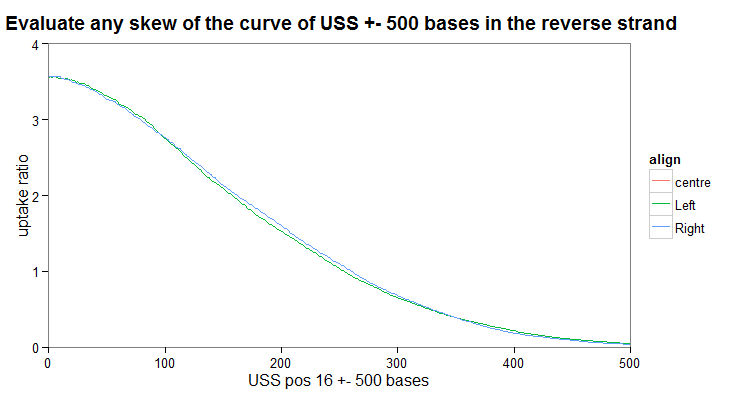 Evaluate any skew of the curve of USS +- 500 bases in the reverse strand
4
3
2
1
0
uptake ratio
0 100 200 300 400 500
USS pos 16 +- 500 bases
align
centre
Left
Right